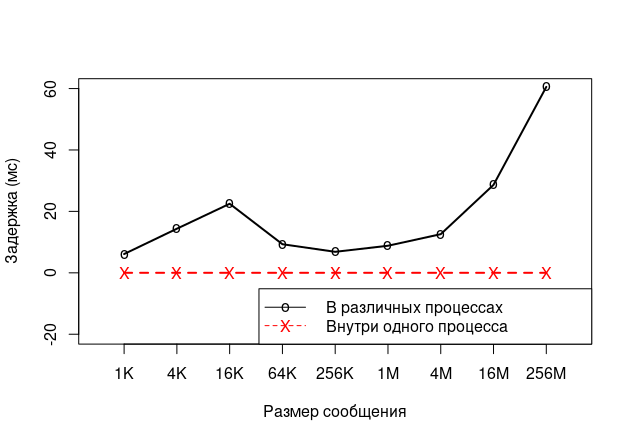 60
40
20
0
-20
Задержка (мс)
В различных процессах
Внутри одного процесса
1K 4K 16K 64K 256K 1M 4M 16M 256M
Размер сообщения